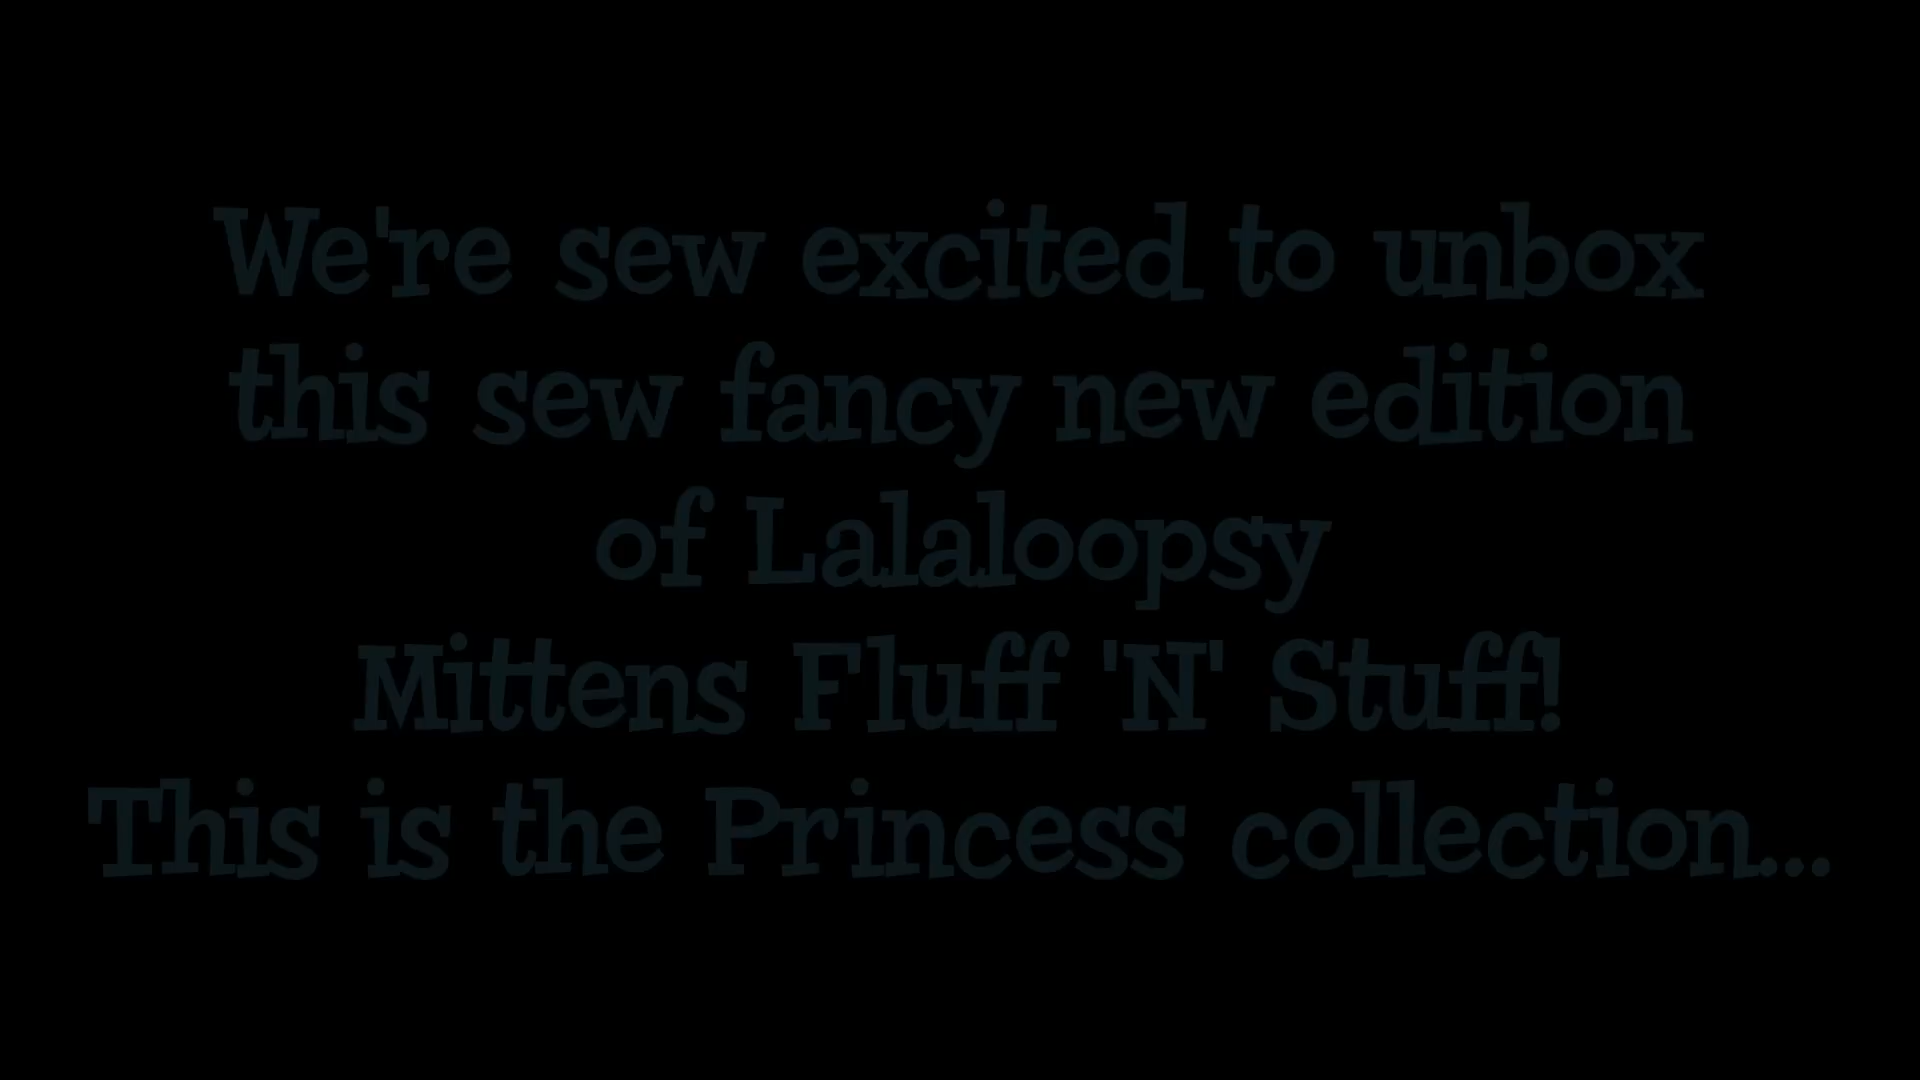 We're sew excited to unbox
this sew fancy new edition
of Lalaloopsy
Mittens Fluff 'N' Stuff!
This is the Princess collection...